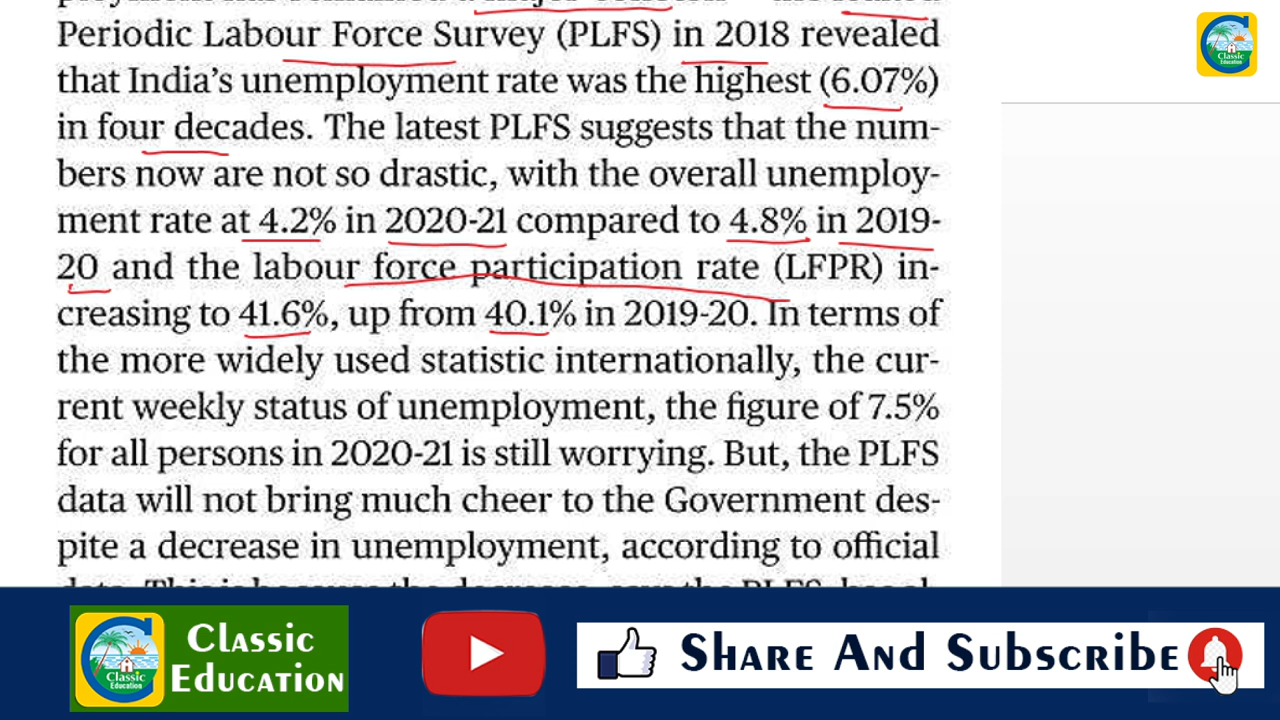 Periodic Labour Force Survey (PLFS) in 2018 revealed
that India's unemployment rate was the highest (6.07%)
in four decades. The latest PLFS suggests that the num-
bers now are not so drastic, with the overall unemploy-
ment rate at 4.2% in 2020-21 compared to 4.8% in 2019-
20 and the labour force participation rate (LFPR) in-
creasing to 41.6%, up from 40.1% in 2019-20. In terms of
the more widely used statistic internationally, the cur-
rent weekly status of unemployment, the figure of 7.5%
for all persons in 2020-21 is still worrying. But, the PLFS
data will not bring much cheer to the Government des-
pite a decrease in unemployment, according to official
Classic
Education
Classic
Education
Classic
Education
Share And Subscribe